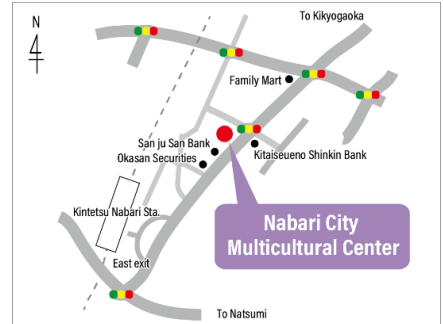 To Kikyogaoka
N
Family Mart
San ju San Bank
Okasan Securities
Kitaiseueno Shinkin Bank
Kintetsu Nabari Sta.
Nabari City
Multicultural Center
East exit
To Natsumi